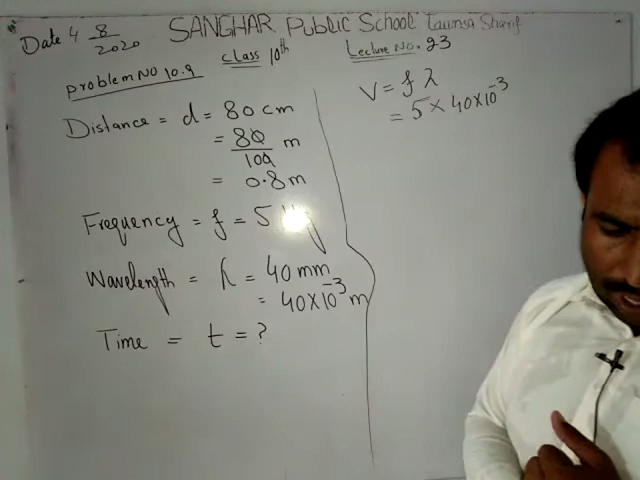 Date 4 8/2020 SANGHAR Public School Taunsa Sharif
Class 10th Lecture No. 23
Problem No 10.9
Distance = d = 80 cm
= 80/100 m
= 0.8 m
Frequency = f = 5 Hz
Wavelength = λ = 40 mm
= 40×10⁻³ m
Time = t = ?
V = f λ
= 5 × 40×10⁻³